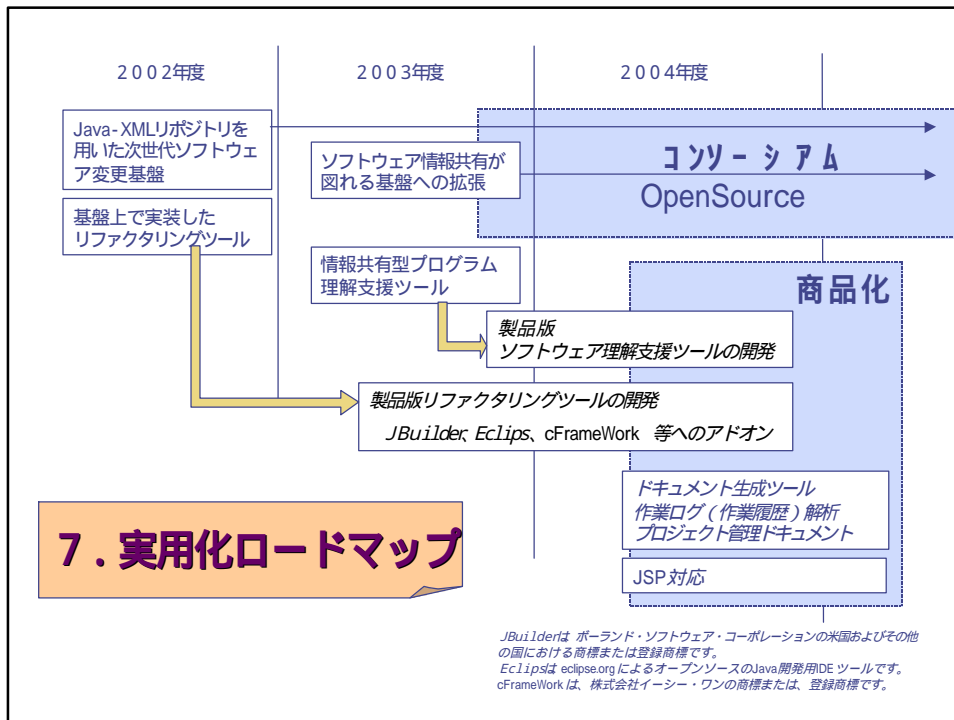 2002年度
2003年度
2004年度
Java-XMLリポジトリを
用いた次世代ソフトウェ
ア変更基盤
ソフトウェア情報共有が
図れる基盤への拡張
コンソーシアム
OpenSource
基盤上で実装した
リファクタリングツール
情報共有型プログラム
理解支援ツール
商品化
製品版
ソフトウェア理解支援ツールの開発
製品版リファクタリングツールの開発
JBuilder、Eclips、cFrameWork 等へのアドオン
ドキュメント生成ツール
作業ログ(作業履歴)解析
プロジェクト管理ドキュメント
JSP対応
7.実用化ロードマップ
JBuilderは ボーランド・ソフトウェア・コーポレーションの米国およびその他
の国における商標または登録商標です。
Eclipsは eclipse.org によるオープンソースのJava開発用IDE ツールです。
cFrameWork は、株式会社イーシー・ワンの商標または、登録商標です。